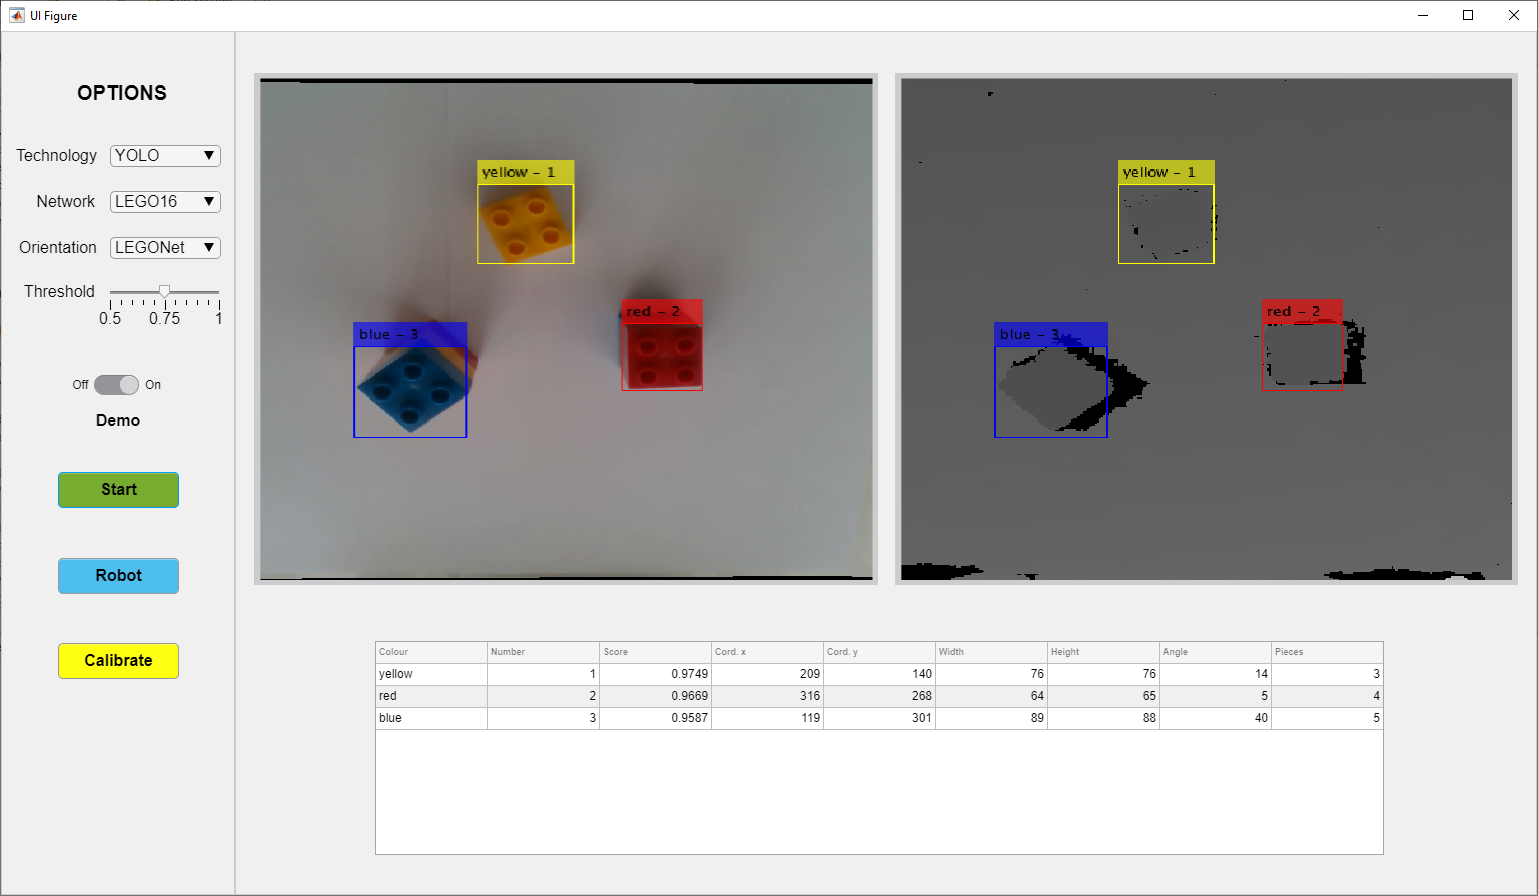 UI Figure
OPTIONS
Technology YOLO
Network LEGO16
Orientation LEGONet
Threshold
0.5 0.75 1
Off On
Demo
Start
Robot
Calibrate
yellow - 1
red - 2
blue - 3
yellow - 1
red - 2
blue - 3
Colour Number Score Cord. x Cord. y Width Height Angle Pieces
yellow 1 0.9749 209 140 76 76 14 3
red 2 0.9669 316 268 64 65 5 4
blue 3 0.9587 119 301 89 88 40 5